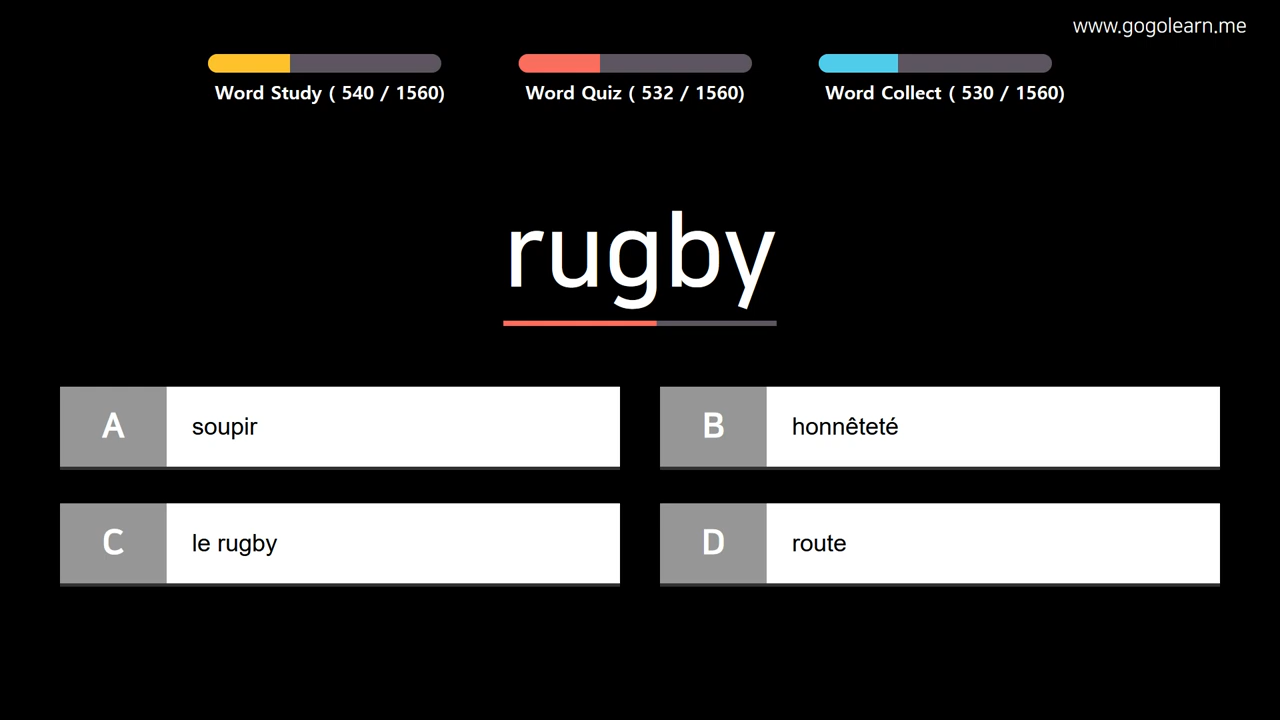 www.gogolearn.me
Word Study ( 540 / 1560)
Word Quiz ( 532 / 1560)
Word Collect ( 530 / 1560)
rugby
A soupir
B honnêteté
C le rugby
D route